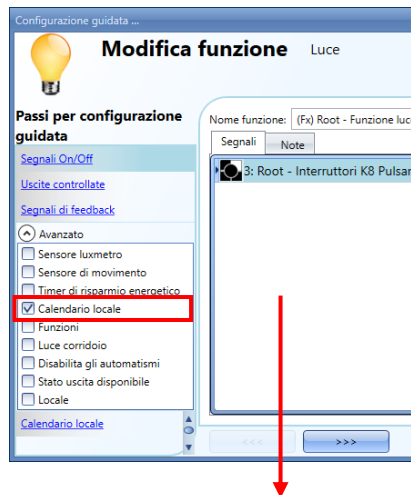 Configurazione guidata ...
Modifica funzione Luce
Passi per configurazione
guidata
Segnali On/Off
Uscite controllate
Segnali di feedback
Avanzato
Sensore luxmetro
Sensore di movimento
Timer di risparmio energetico
Calendario locale
Funzioni
Luce corridoio
Disabilita gli automatismi
Stato uscita disponibile
Locale
Calendario locale
Nome funzione: (Fx) Root - Funzione luc
Segnali Note
3: Root - Interruttori K8 Pulsar
<<< >>>